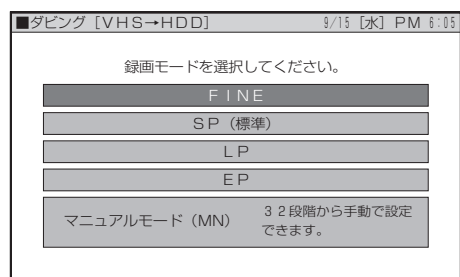 ■ダビング［VHS→HDD］ 9/15［水］PM 6:05
録画モードを選択してください。
ＦＩＮＥ
ＳＰ（標準）
ＬＰ
ＥＰ
マニュアルモード（MN） ３２段階から手動で設定
できます。